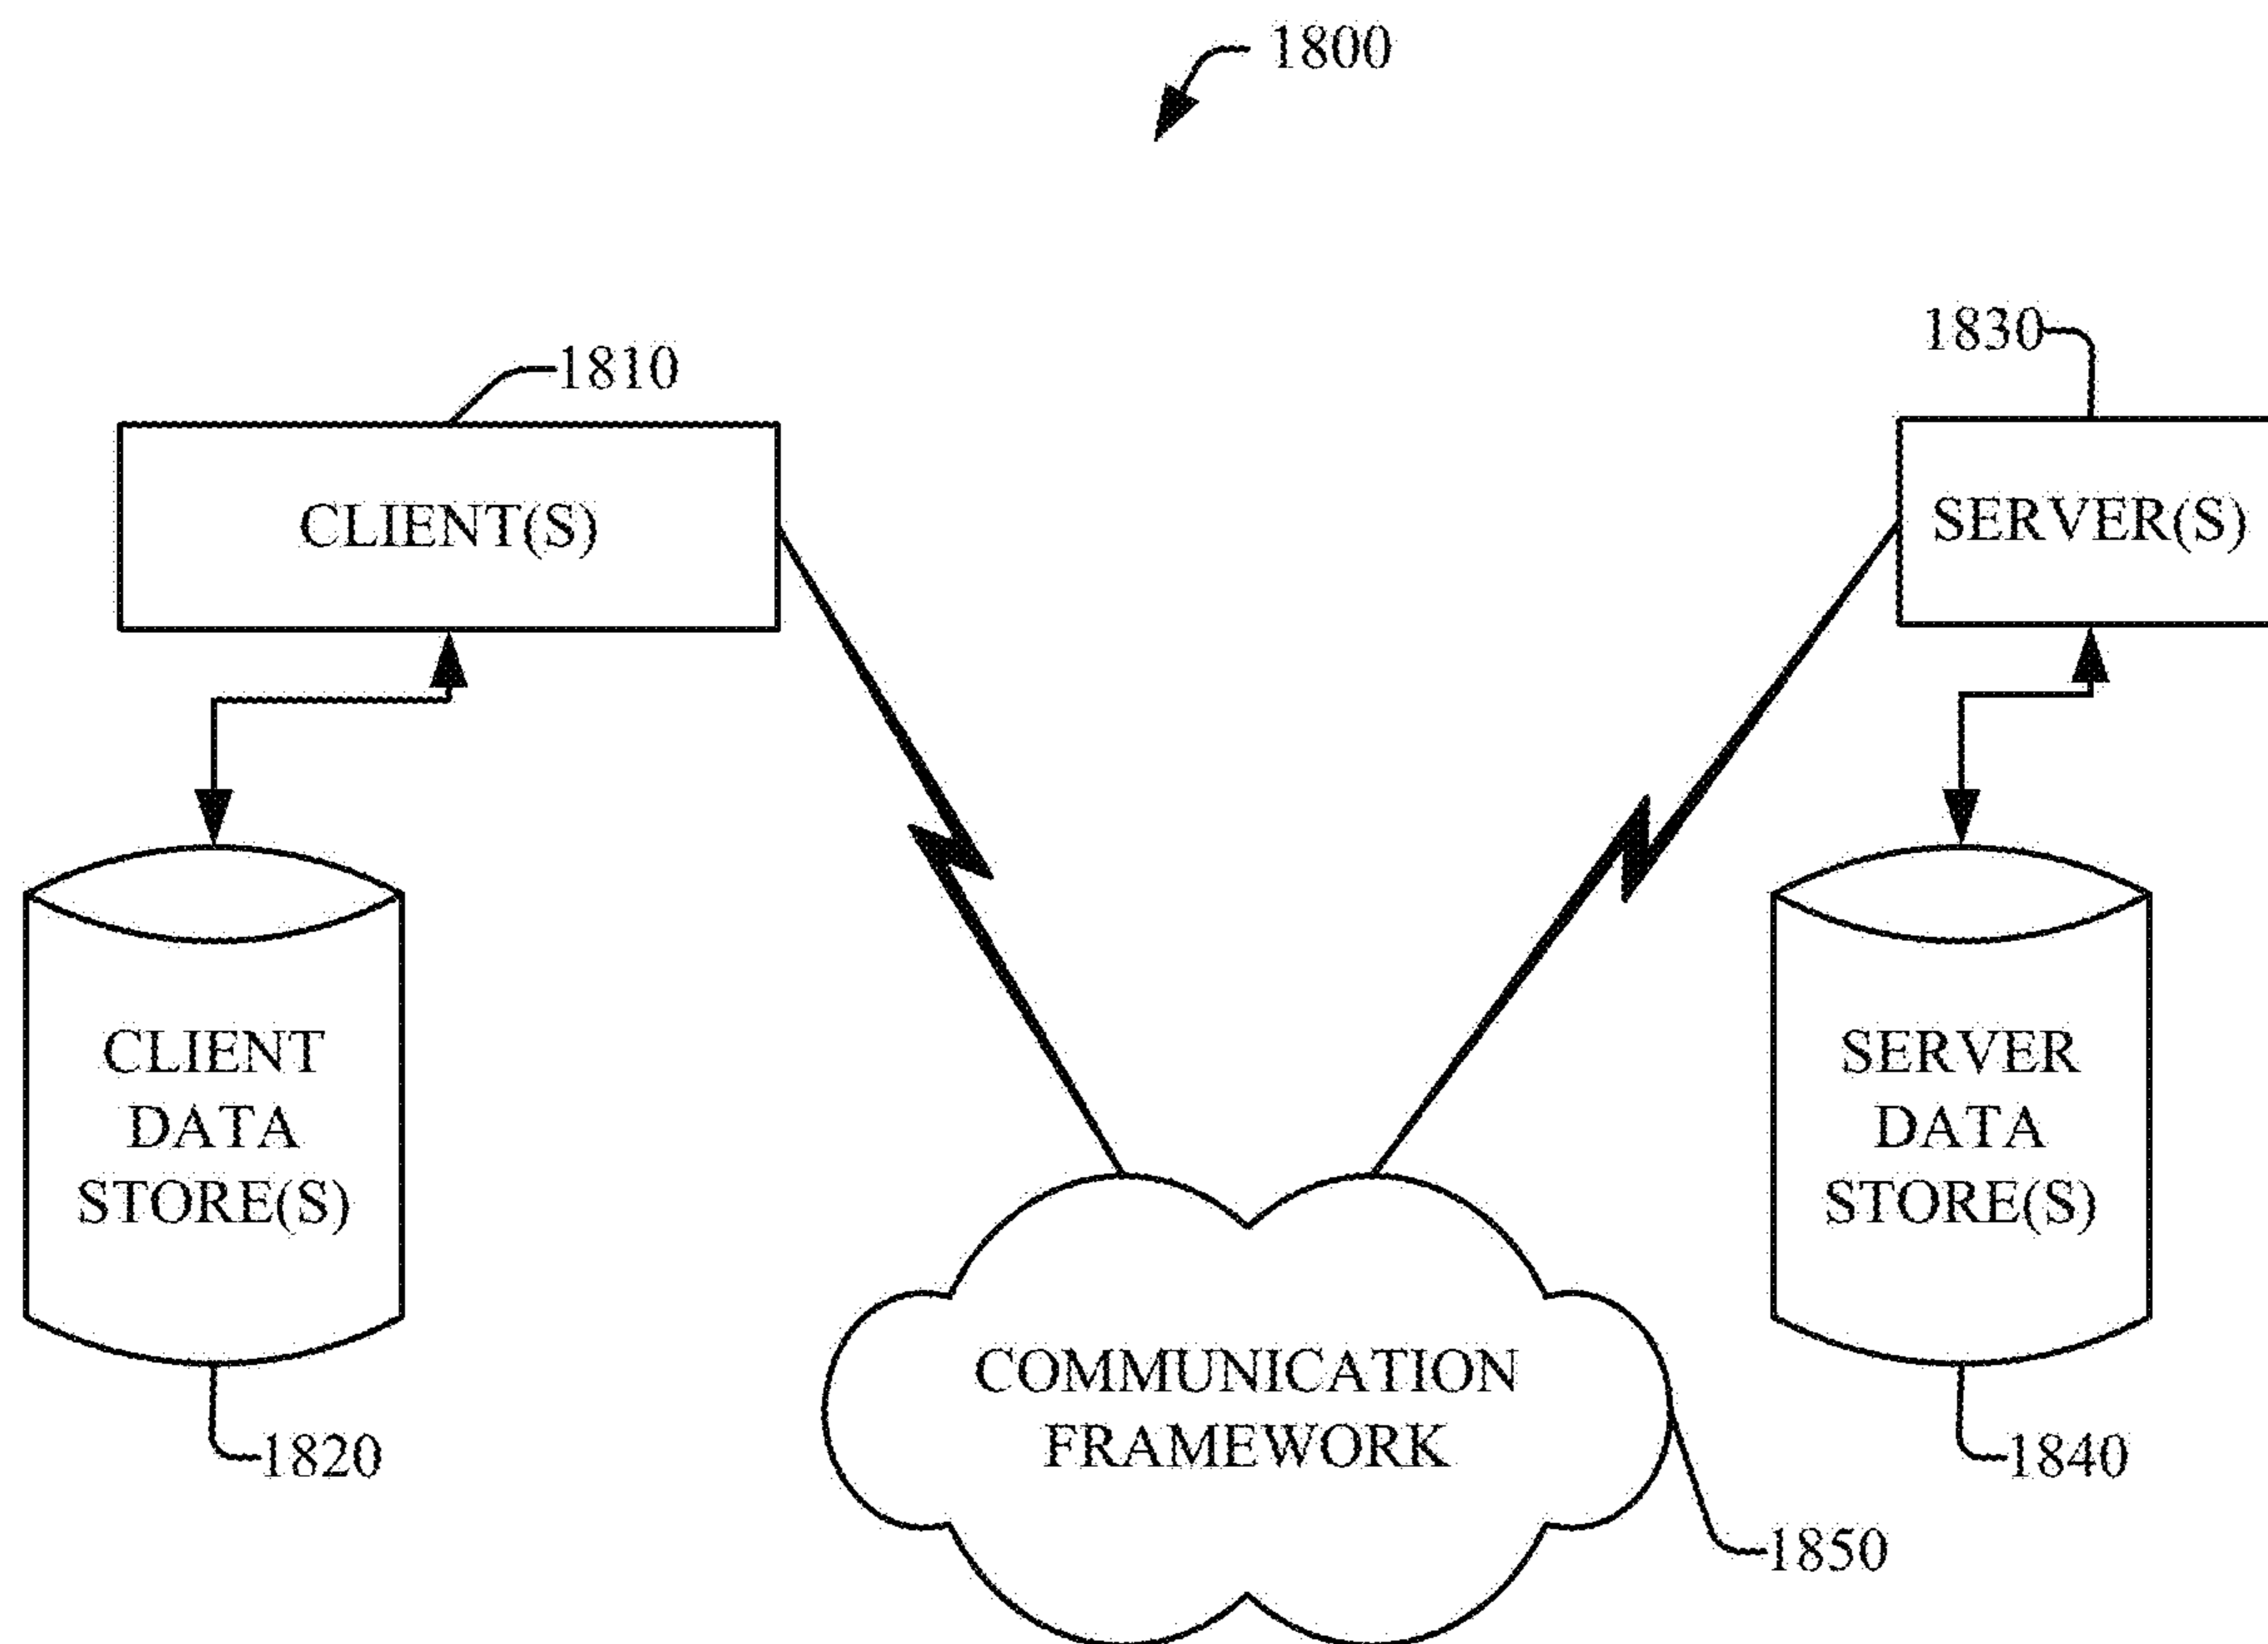 1800
1810
1830
CLIENT(S)
SERVER(S)
CLIENT
DATA
STORE(S)
SERVER
DATA
STORE(S)
COMMUNICATION
FRAMEWORK
1820
1840
1850